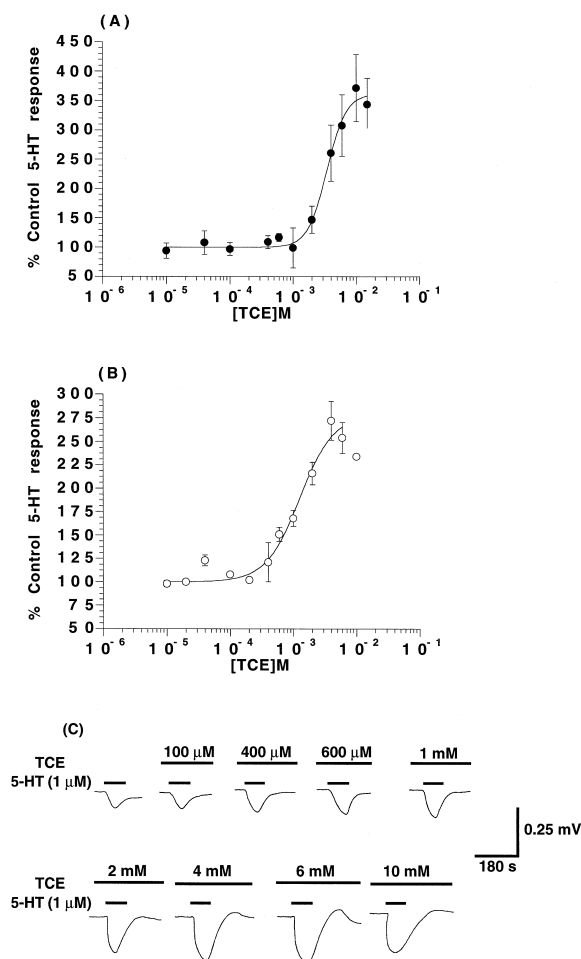 (A)
% Control 5-HT response
450
400
350
300
250
200
150
100
50
10⁻⁶ 10⁻⁵ 10⁻⁴ 10⁻³ 10⁻² 10⁻¹
[TCE]M
(B)
% Control 5-HT response
300
275
250
225
200
175
150
125
100
75
50
10⁻⁶ 10⁻⁵ 10⁻⁴ 10⁻³ 10⁻² 10⁻¹
[TCE]M
(C)
100 µM 400 µM 600 µM 1 mM
TCE
5-HT (1 µM)
0.25 mV
180 s
2 mM 4 mM 6 mM 10 mM
TCE
5-HT (1 µM)